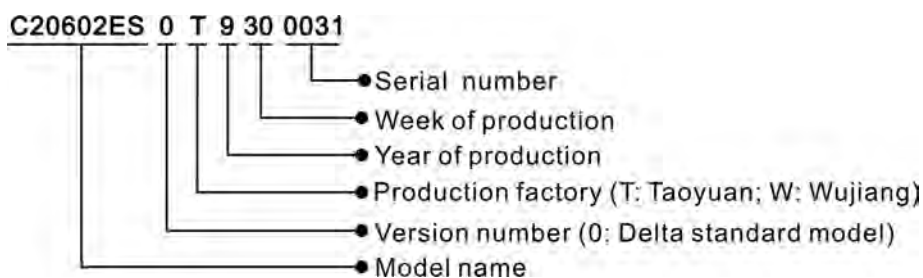 C20602ES 0 T 9 30 0031
Serial number
Week of production
Year of production
Production factory (T: Taoyuan; W: Wujiang)
Version number (0: Delta standard model)
Model name